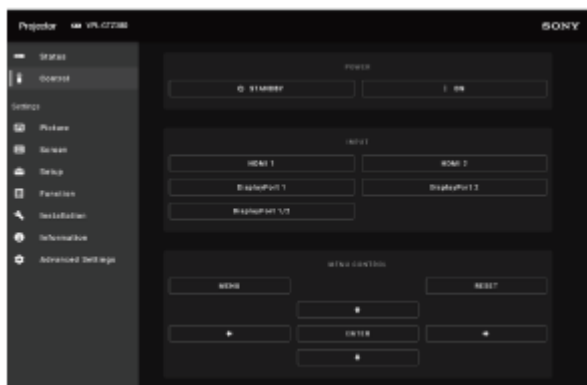 Projector VPL-GTZ380 SONY
Status
Control
Settings
Picture
Screen
Setup
Function
Installation
Information
Advanced Settings
POWER
STANDBY ON
INPUT
HDMI 1 HDMI 2
DisplayPort 1 DisplayPort 2
DisplayPort 1/2
MENU CONTROL
MENU RESET
ENTER